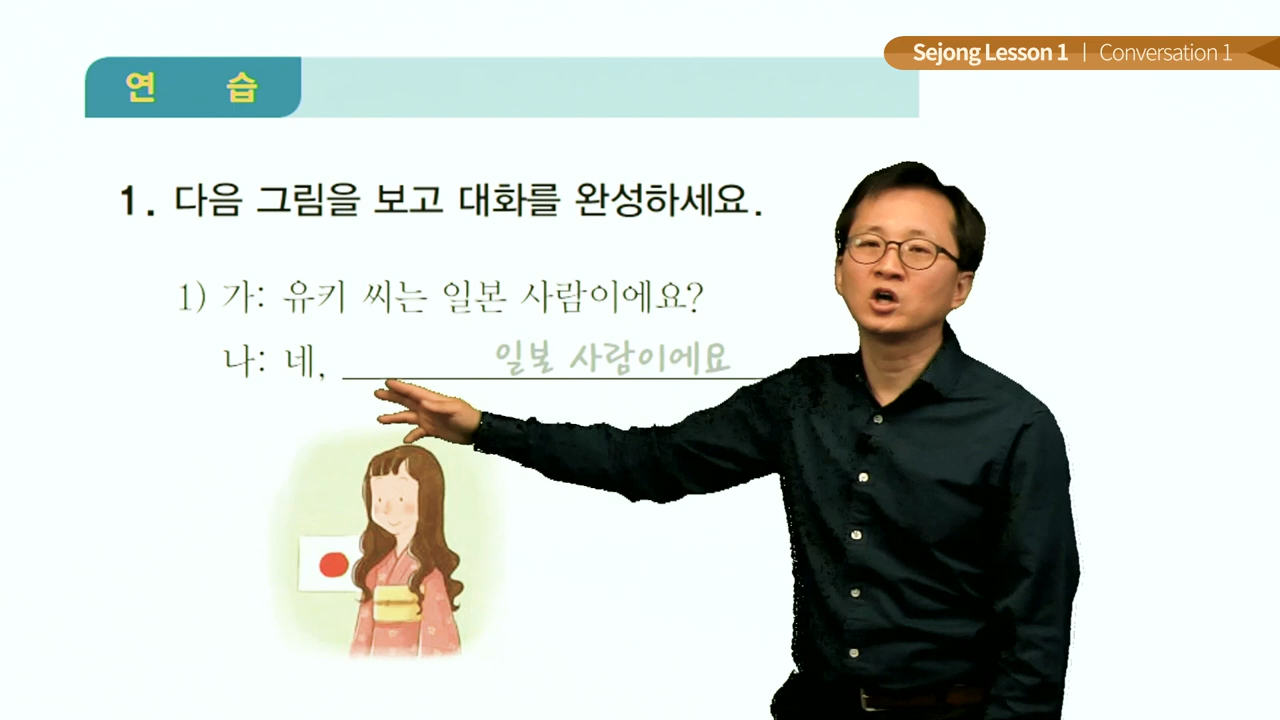 Sejong Lesson 1 | Conversation 1
연 습
1. 다음 그림을 보고 대화를 완성하세요.
1) 가: 유키 씨는 일본 사람이에요?
나: 네, 일본 사람이에요